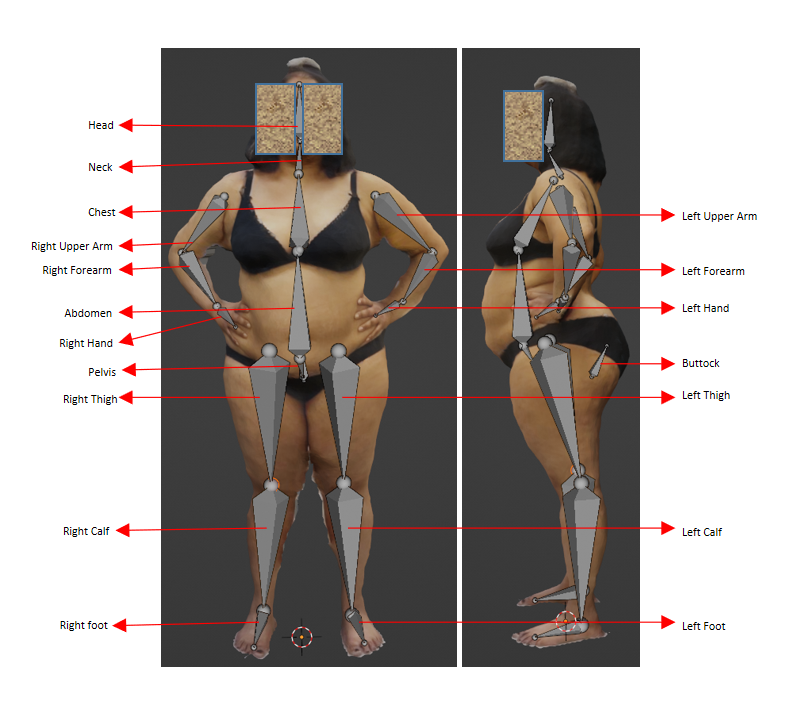 Head
Neck
Chest
Right Upper Arm
Right Forearm
Abdomen
Right Hand
Pelvis
Right Thigh
Right Calf
Right foot
Left Upper Arm
Left Forearm
Left Hand
Buttock
Left Thigh
Left Calf
Left Foot